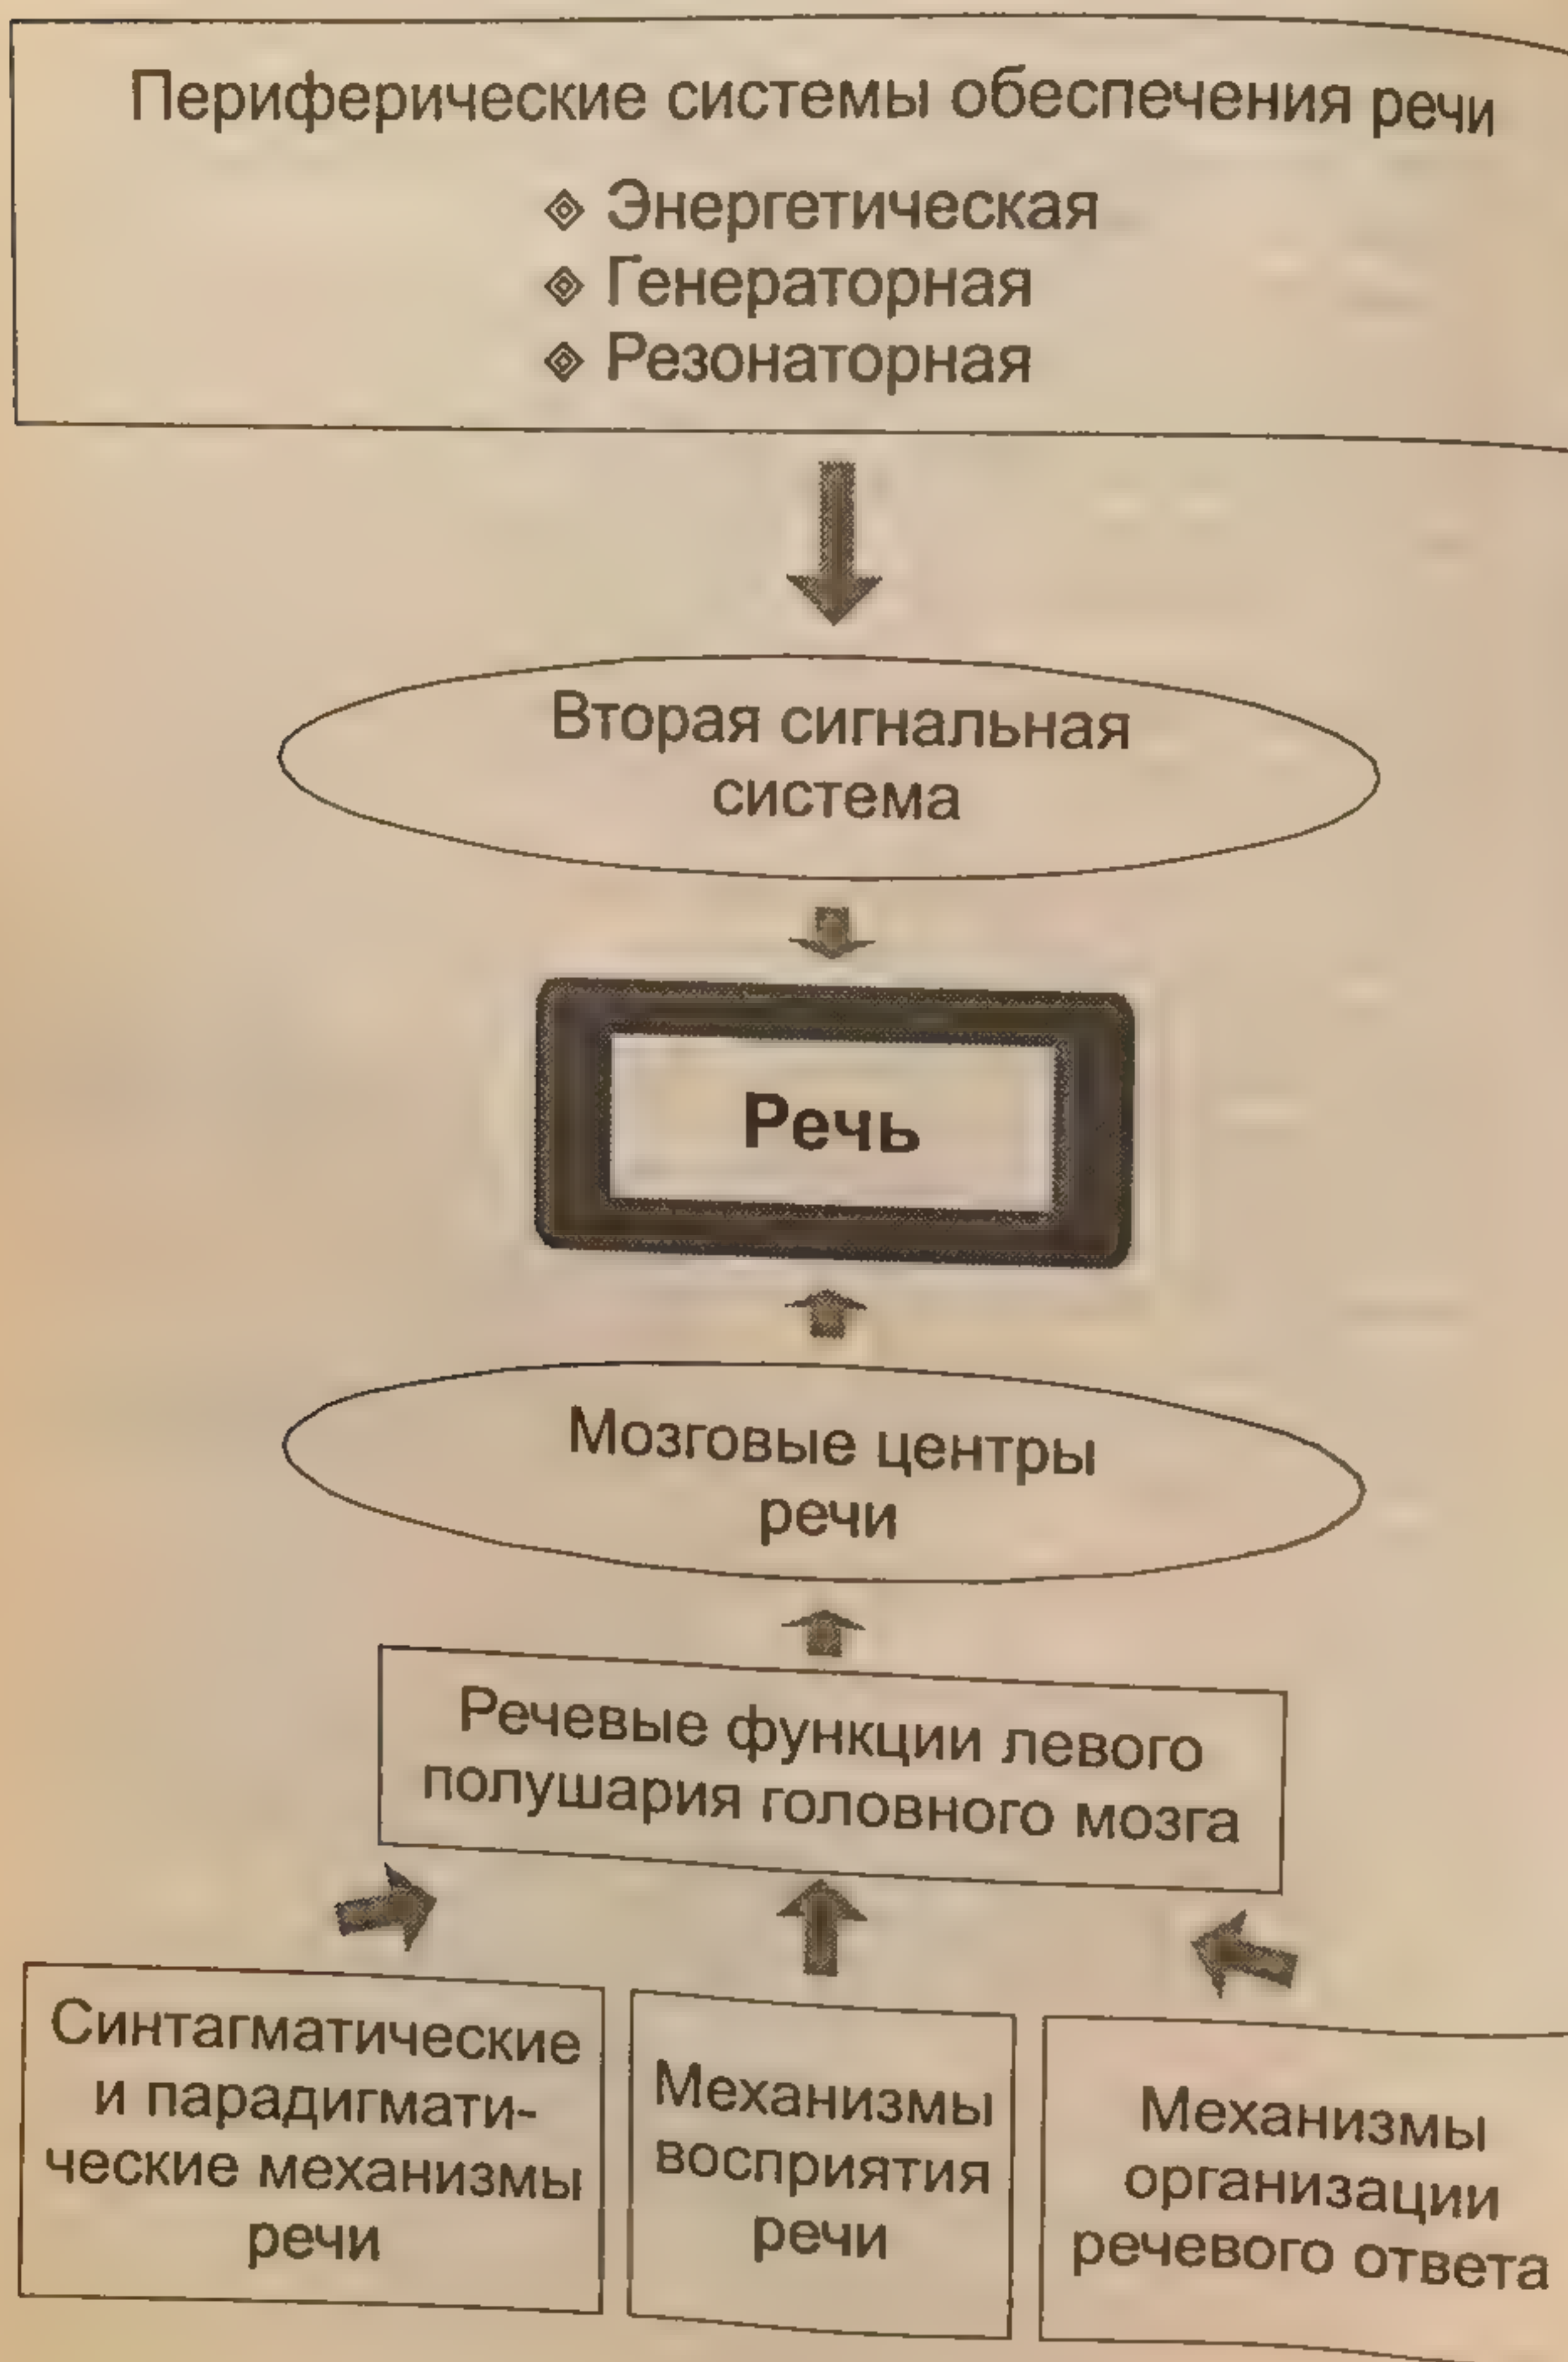 Периферические системы обеспечения речи
Энергетическая
Генераторная
Резонаторная
Вторая сигнальная
система
Речь
Мозговые центры
речи
Речевые функции левого
полушария головного мозга
Синтагматические
и парадигмати-
ческие механизмы
речи
Механизмы
восприятия
речи
Механизмы
организации
речевого ответа